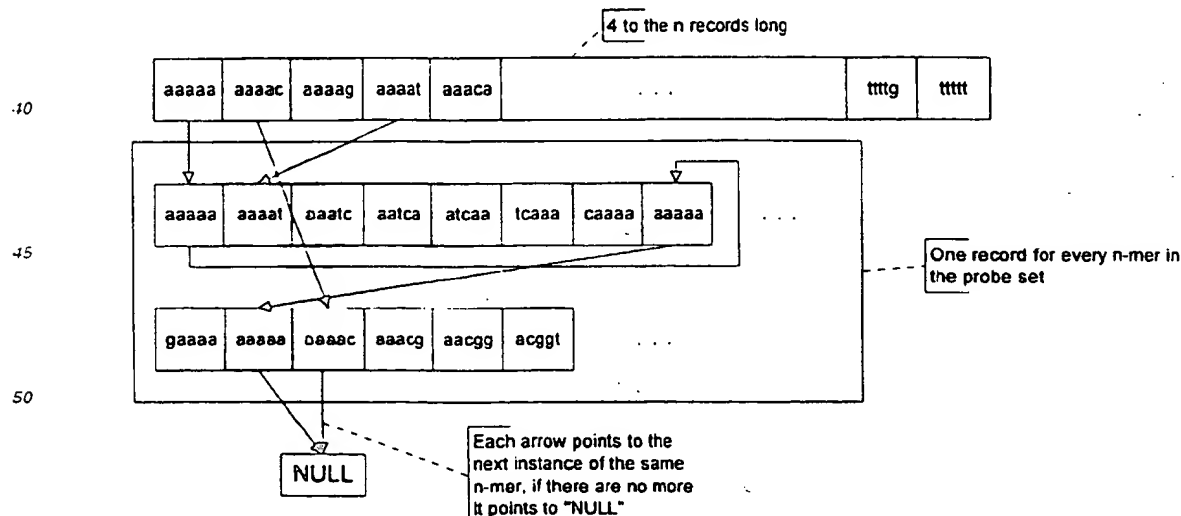 4 to the n records long
aaaaa aaaac aaaag aaaat aaaca . . . ttttg ttttt
40
aaaaa aaaat aaatc aatca atcaa tcaaa caaaa aaaaa . . .
45
One record for every n-mer in
the probe set
gaaaa aaaaa aaaac aaacg aacgg acggt . . .
50
Each arrow points to the
next instance of the same
n-mer, if there are no more
it points to "NULL"
NULL